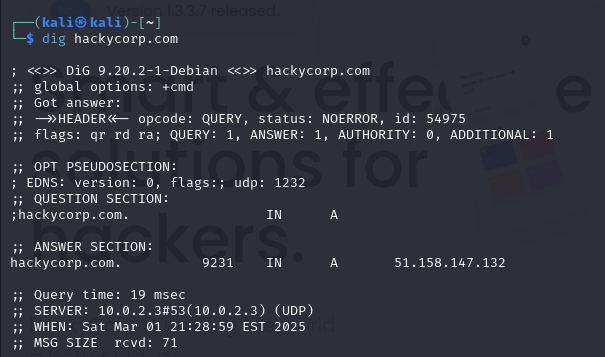 Version 1.3.3.7 released.
┌──(kali㉿kali)-[~]
└─$ dig hackycorp.com
; <<>> DiG 9.20.2-1-Debian <<>> hackycorp.com
;; global options: +cmd
;; Got answer:
;; ->>HEADER<<- opcode: QUERY, status: NOERROR, id: 54975
;; flags: qr rd ra; QUERY: 1, ANSWER: 1, AUTHORITY: 0, ADDITIONAL: 1
;; OPT PSEUDOSECTION:
; EDNS: version: 0, flags:; udp: 1232
;; QUESTION SECTION:
;hackycorp.com. IN A
;; ANSWER SECTION:
hackycorp.com. 9231 IN A 51.158.147.132
;; Query time: 19 msec
;; SERVER: 10.0.2.3#53(10.0.2.3) (UDP)
;; WHEN: Sat Mar 01 21:28:59 EST 2025
;; MSG SIZE rcvd: 71
solutions for
hackers.